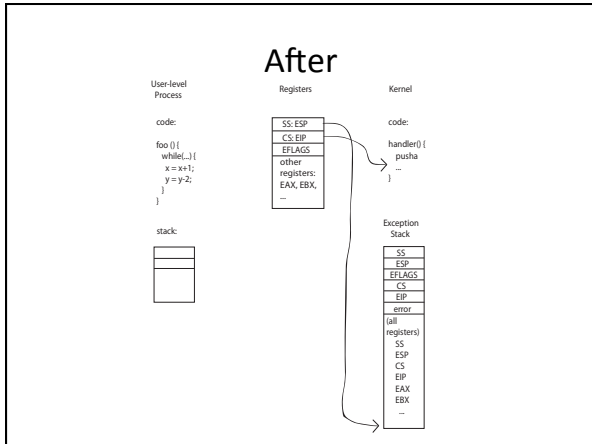 After
User-level
Process
code:
foo () {
while(...) {
x = x+1;
y = y-2;
}
}
stack:
Registers
SS: ESP
CS: EIP
EFLAGS
other
registers:
EAX, EBX,
...
Kernel
code:
handler() {
pusha
...
}
Exception
Stack
SS
ESP
EFLAGS
CS
EIP
error
(all
registers)
SS
ESP
CS
EIP
EAX
EBX
...